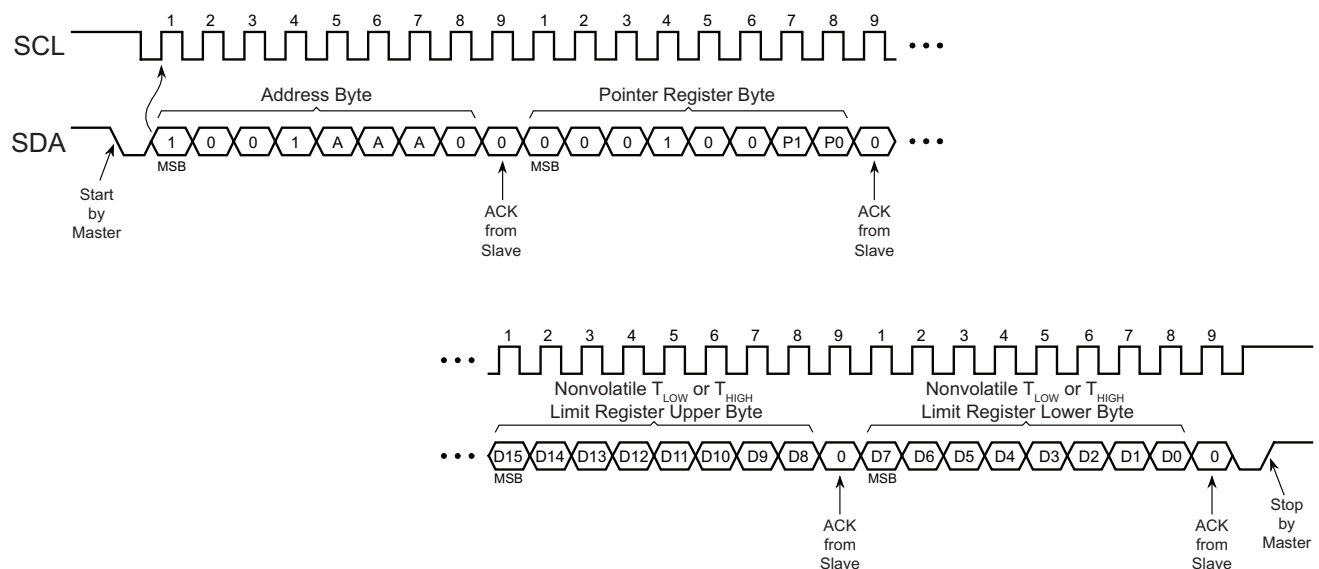 1 2 3 4 5 6 7 8 9 1 2 3 4 5 6 7 8 9
SCL
Address Byte
Pointer Register Byte
SDA
1 0 0 1 A A A 0 0 0 0 0 1 0 0 P1 P0 0
MSB
MSB
Start
by
Master
ACK
from
Slave
ACK
from
Slave
1 2 3 4 5 6 7 8 9 1 2 3 4 5 6 7 8 9
Nonvolatile TLOW or THIGH
Limit Register Upper Byte
Nonvolatile TLOW or THIGH
Limit Register Lower Byte
D15 D14 D13 D12 D11 D10 D9 D8 0 D7 D6 D5 D4 D3 D2 D1 D0 0
MSB
MSB
ACK
from
Slave
ACK
from
Slave
Stop
by
Master